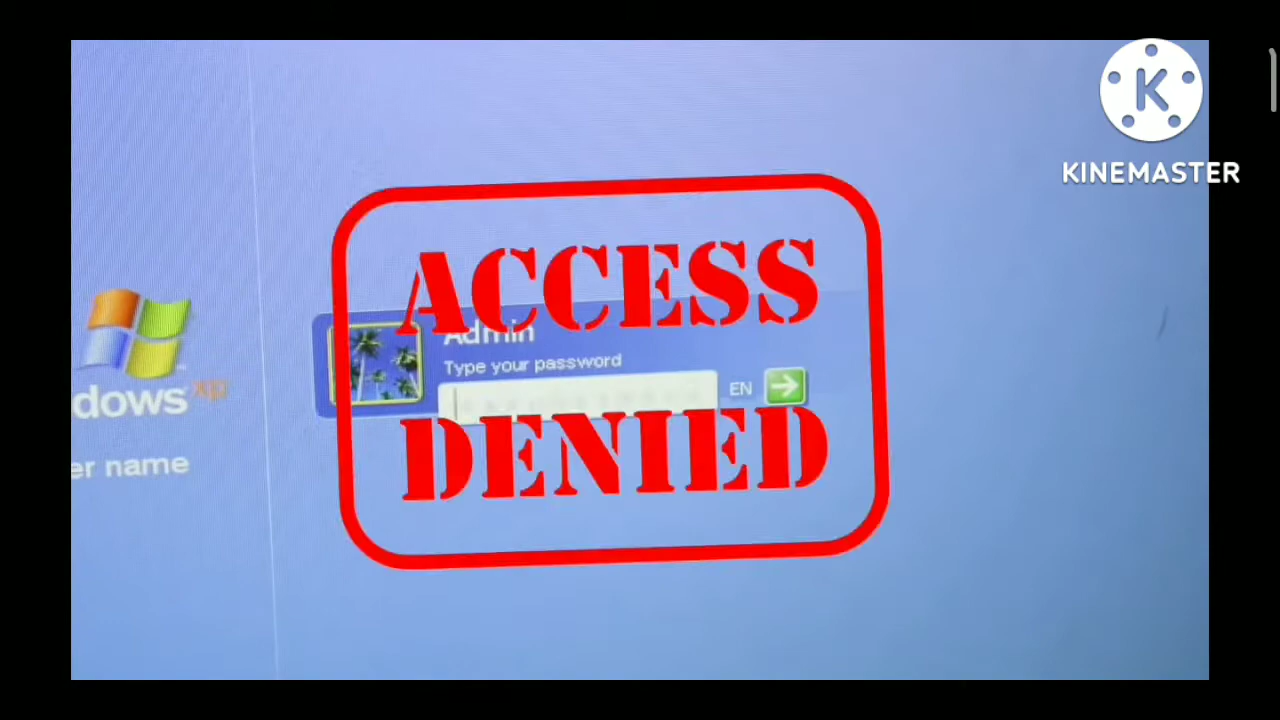 K
KINEMASTER
ACCESS
Admin
Type your password
EN
DENIED
dows xp
er name